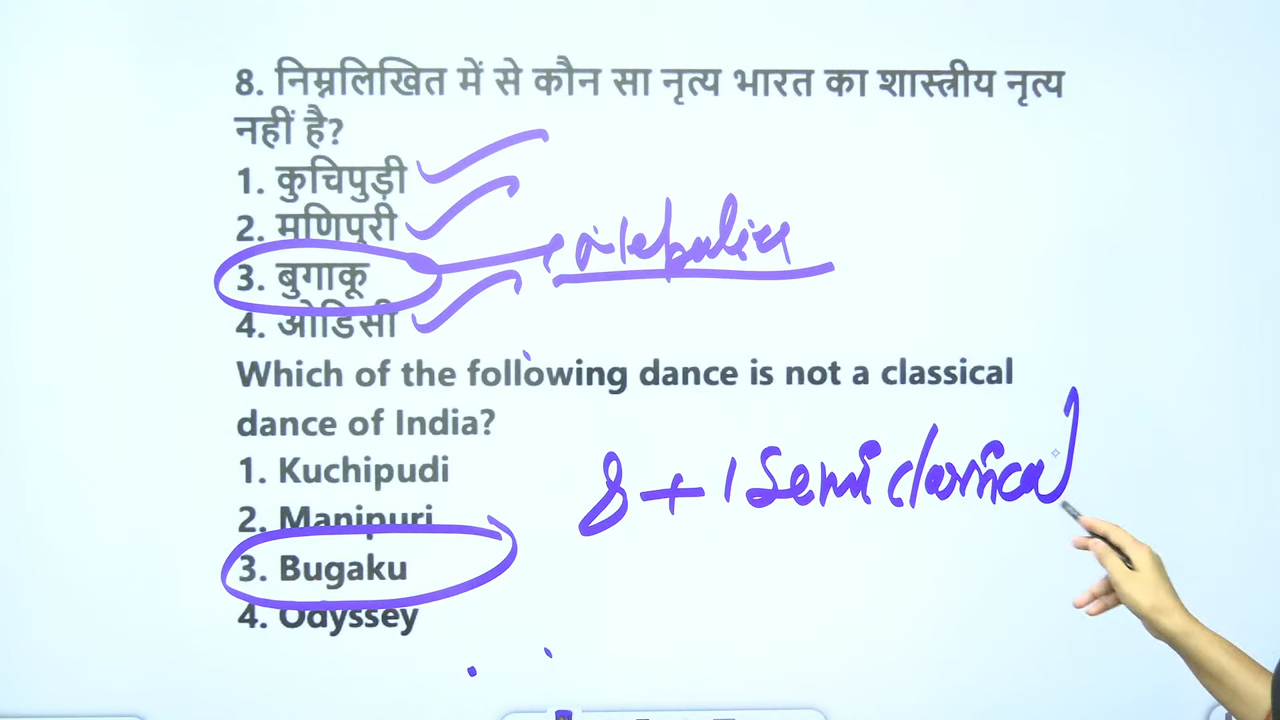 8. निम्नलिखित में से कौन सा नृत्य भारत का शास्त्रीय नृत्य
नहीं है?
1. कुचिपुड़ी
2. मणिपुरी
3. बुगाकू
4. ओडिसी
Which of the following dance is not a classical
dance of India?
8 + 1 Semi classical
1. Kuchipudi
2. Manipuri
3. Bugaku
4. Odyssey